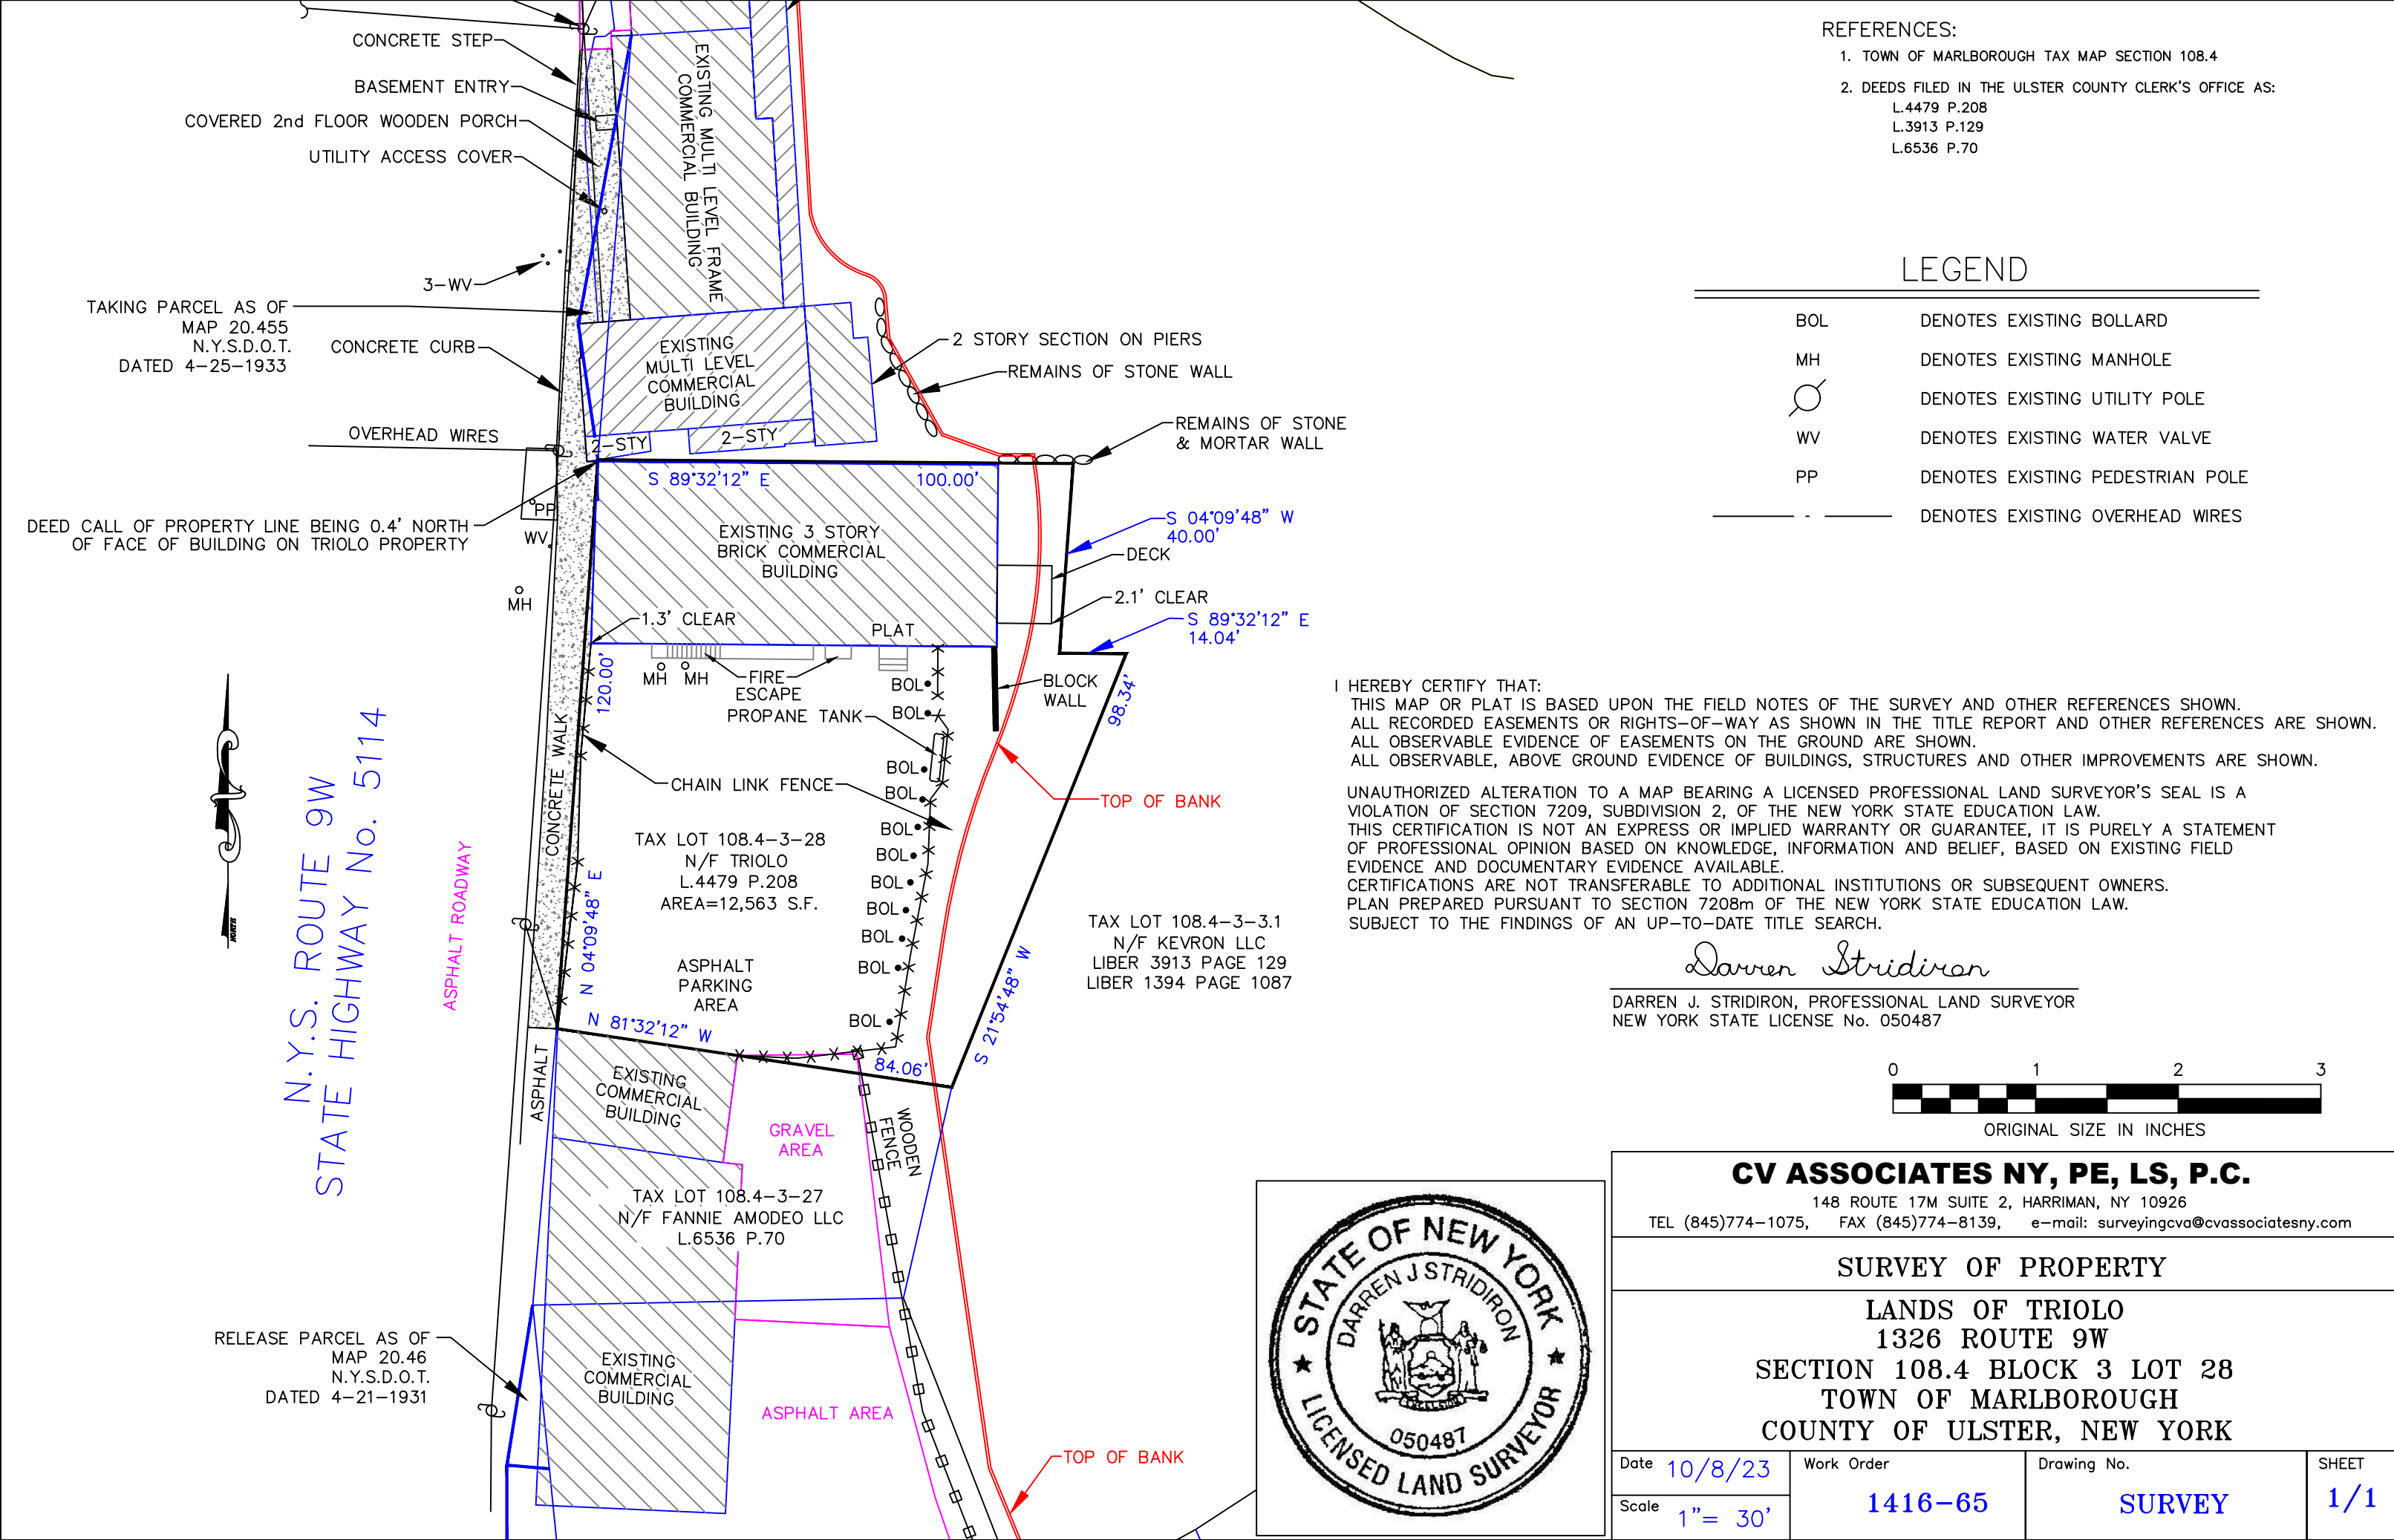 CONCRETE STEP
BASEMENT ENTRY
COVERED 2nd FLOOR WOODEN PORCH
UTILITY ACCESS COVER
3-WV
TAKING PARCEL AS OF
MAP 20.455
N.Y.S.D.O.T.
DATED 4-25-1933
CONCRETE CURB
OVERHEAD WIRES
DEED CALL OF PROPERTY LINE BEING 0.4' NORTH
OF FACE OF BUILDING ON TRIOLO PROPERTY
PP
WV
MH
EXISTING MULTI LEVEL FRAME
COMMERCIAL BUILDING
EXISTING
MULTI LEVEL
COMMERCIAL
BUILDING
2-STY
2-STY
2 STORY SECTION ON PIERS
REMAINS OF STONE WALL
REMAINS OF STONE
& MORTAR WALL
S 89°32'12" E
100.00'
EXISTING 3 STORY
BRICK COMMERCIAL
BUILDING
S 04°09'48" W
40.00'
DECK
2.1' CLEAR
S 89°32'12" E
14.04'
1.3' CLEAR
PLAT
MH
MH
FIRE
ESCAPE
PROPANE TANK
BOL
BOL
BOL
BOL
BOL
BOL
BOL
BOL
BOL
BOL
BOL
BLOCK
WALL
98.34'
120.00'
CONCRETE WALK
CHAIN LINK FENCE
TOP OF BANK
TAX LOT 108.4-3-28
N/F TRIOLO
L.4479 P.208
AREA=12,563 S.F.
N 04°09'48" E
ASPHALT
PARKING
AREA
N 81°32'12" W
84.06'
S 21°54'48" W
TAX LOT 108.4-3-3.1
N/F KEVRON LLC
LIBER 3913 PAGE 129
LIBER 1394 PAGE 1087
NORTH
N.Y.S. ROUTE 9W
STATE HIGHWAY No. 5114
ASPHALT ROADWAY
ASPHALT
EXISTING
COMMERCIAL
BUILDING
GRAVEL
AREA
WOODEN
FENCE
TAX LOT 108.4-3-27
N/F FANNIE AMODEO LLC
L.6536 P.70
RELEASE PARCEL AS OF
MAP 20.46
N.Y.S.D.O.T.
DATED 4-21-1931
EXISTING
COMMERCIAL
BUILDING
ASPHALT AREA
TOP OF BANK
REFERENCES:
1. TOWN OF MARLBOROUGH TAX MAP SECTION 108.4
2. DEEDS FILED IN THE ULSTER COUNTY CLERK'S OFFICE AS:
L.4479 P.208
L.3913 P.129
L.6536 P.70
LEGEND
BOL DENOTES EXISTING BOLLARD
MH DENOTES EXISTING MANHOLE
DENOTES EXISTING UTILITY POLE
WV DENOTES EXISTING WATER VALVE
PP DENOTES EXISTING PEDESTRIAN POLE
DENOTES EXISTING OVERHEAD WIRES
I HEREBY CERTIFY THAT:
THIS MAP OR PLAT IS BASED UPON THE FIELD NOTES OF THE SURVEY AND OTHER REFERENCES SHOWN.
ALL RECORDED EASEMENTS OR RIGHTS-OF-WAY AS SHOWN IN THE TITLE REPORT AND OTHER REFERENCES ARE SHOWN.
ALL OBSERVABLE EVIDENCE OF EASEMENTS ON THE GROUND ARE SHOWN.
ALL OBSERVABLE, ABOVE GROUND EVIDENCE OF BUILDINGS, STRUCTURES AND OTHER IMPROVEMENTS ARE SHOWN.
UNAUTHORIZED ALTERATION TO A MAP BEARING A LICENSED PROFESSIONAL LAND SURVEYOR'S SEAL IS A
VIOLATION OF SECTION 7209, SUBDIVISION 2, OF THE NEW YORK STATE EDUCATION LAW.
THIS CERTIFICATION IS NOT AN EXPRESS OR IMPLIED WARRANTY OR GUARANTEE, IT IS PURELY A STATEMENT
OF PROFESSIONAL OPINION BASED ON KNOWLEDGE, INFORMATION AND BELIEF, BASED ON EXISTING FIELD
EVIDENCE AND DOCUMENTARY EVIDENCE AVAILABLE.
CERTIFICATIONS ARE NOT TRANSFERABLE TO ADDITIONAL INSTITUTIONS OR SUBSEQUENT OWNERS.
PLAN PREPARED PURSUANT TO SECTION 7208m OF THE NEW YORK STATE EDUCATION LAW.
SUBJECT TO THE FINDINGS OF AN UP-TO-DATE TITLE SEARCH.
Darren Stridiron
DARREN J. STRIDIRON, PROFESSIONAL LAND SURVEYOR
NEW YORK STATE LICENSE No. 050487
0 1 2 3
ORIGINAL SIZE IN INCHES
STATE OF NEW YORK
DARREN J STRIDIRON
EXCELSIOR
050487
LICENSED LAND SURVEYOR
CV ASSOCIATES NY, PE, LS, P.C.
148 ROUTE 17M SUITE 2, HARRIMAN, NY 10926
TEL (845)774-1075, FAX (845)774-8139, e-mail: surveyingcva@cvassociatesny.com
SURVEY OF PROPERTY
LANDS OF TRIOLO
1326 ROUTE 9W
SECTION 108.4 BLOCK 3 LOT 28
TOWN OF MARLBOROUGH
COUNTY OF ULSTER, NEW YORK
Date 10/8/23
Scale 1"= 30'
Work Order
1416-65
Drawing No.
SURVEY
SHEET
1/1